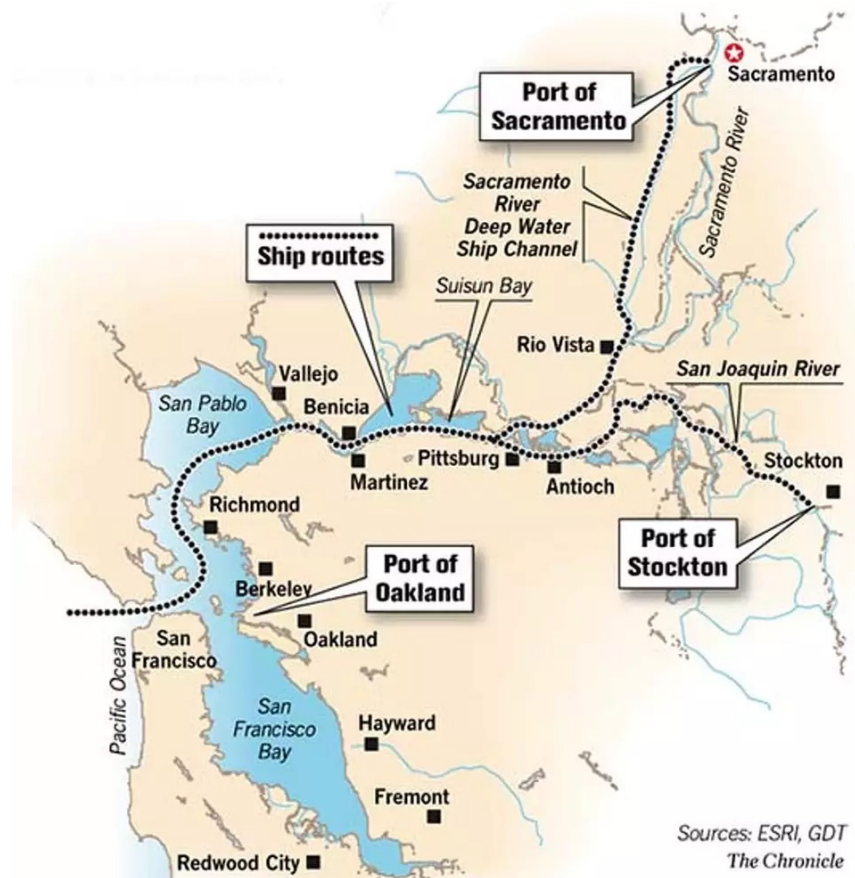 Sacramento
Port of
Sacramento
Sacramento
River
Deep Water
Ship Channel
Sacramento River
Ship routes
Suisun Bay
Rio Vista
San Joaquin River
Vallejo
San Pablo
Bay
Benicia
Pittsburg
Stockton
Martinez
Antioch
Richmond
Port of
Stockton
Port of
Oakland
Berkeley
Oakland
San
Francisco
Pacific Ocean
San
Francisco
Bay
Hayward
Fremont
Redwood City
Sources: ESRI, GDT
The Chronicle